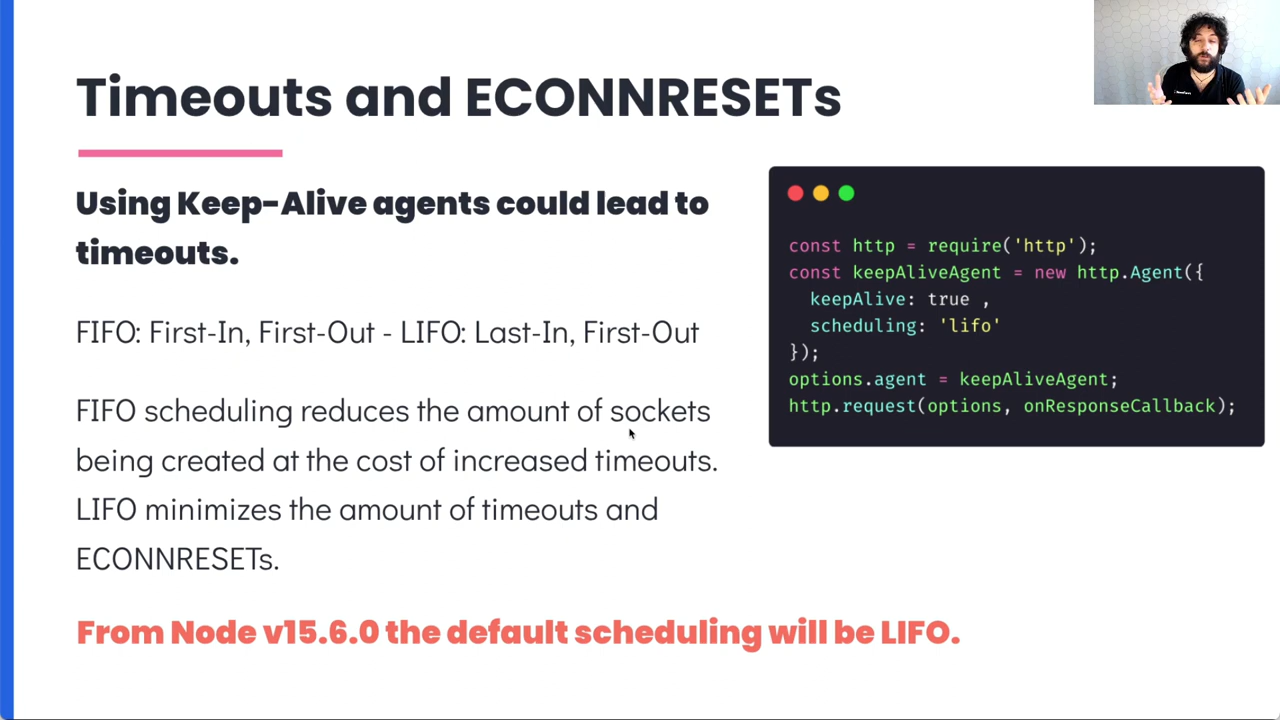 Timeouts and ECONNRESETs
Using Keep-Alive agents could lead to
timeouts.
FIFO: First-In, First-Out - LIFO: Last-In, First-Out
FIFO scheduling reduces the amount of sockets
being created at the cost of increased timeouts.
LIFO minimizes the amount of timeouts and
ECONNRESETs.
From Node v15.6.0 the default scheduling will be LIFO.
const http = require('http');
const keepAliveAgent = new http.Agent({
  keepAlive: true ,
  scheduling: 'lifo'
});
options.agent = keepAliveAgent;
http.request(options, onResponseCallback);